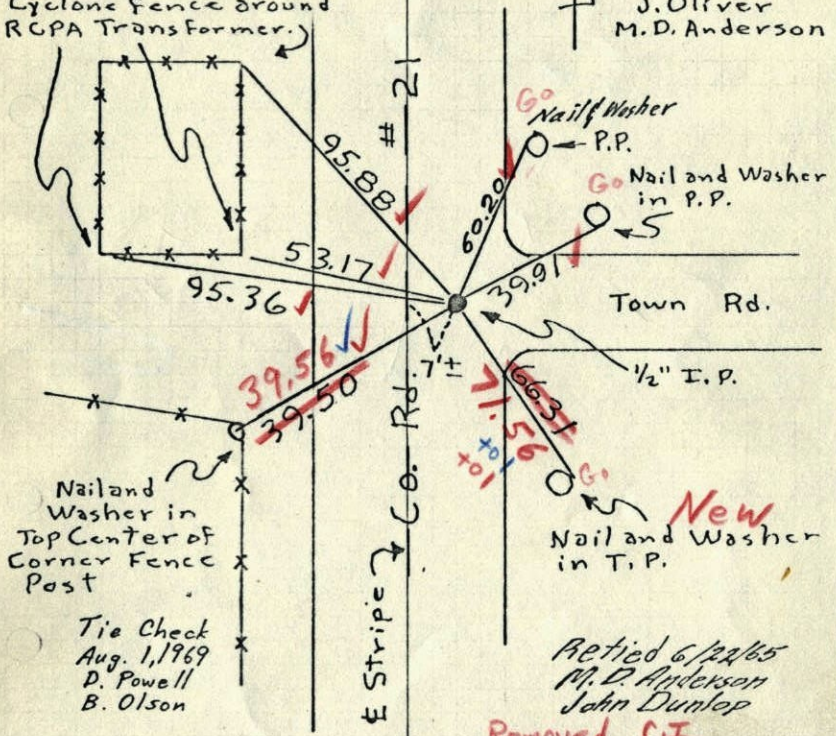 Cyclone Fence around
RCPA Transformer.
J. Oliver
M.D. Anderson
# 21
Go
Nail & Washer
P.P.
Go
Nail and Washer
in P.P.
95.88
60.20
53.17
39.91
95.36
Town Rd.
39.56
39.50
7'±
1/2" I.P.
66.31
71.56
+01
+01
Go
Nail and
Washer in
Top Center of
Corner Fence
Post
New
Nail and Washer
in T.P.
Co. Rd.
℄ Stripe
Tie Check
Aug. 1, 1969
D. Powell
B. Olson
Retied 6/22/65
M.D. Anderson
John Dunlop
Removed